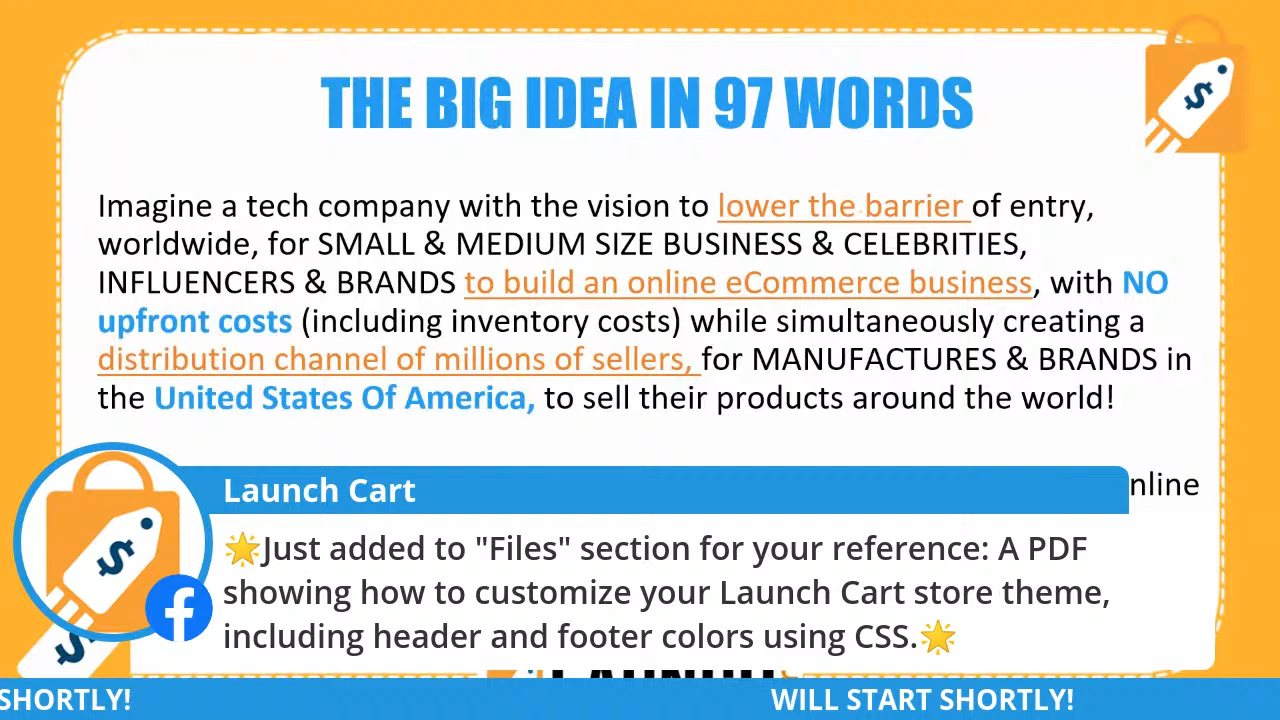 THE BIG IDEA IN 97 WORDS
Imagine a tech company with the vision to lower the barrier of entry,
worldwide, for SMALL & MEDIUM SIZE BUSINESS & CELEBRITIES,
INFLUENCERS & BRANDS to build an online eCommerce business, with NO
upfront costs (including inventory costs) while simultaneously creating a
distribution channel of millions of sellers, for MANUFACTURES & BRANDS in
the United States Of America, to sell their products around the world!
nline
Launch Cart
🌟Just added to "Files" section for your reference: A PDF
showing how to customize your Launch Cart store theme,
including header and footer colors using CSS.🌟
SHORTLY! WILL START SHORTLY!